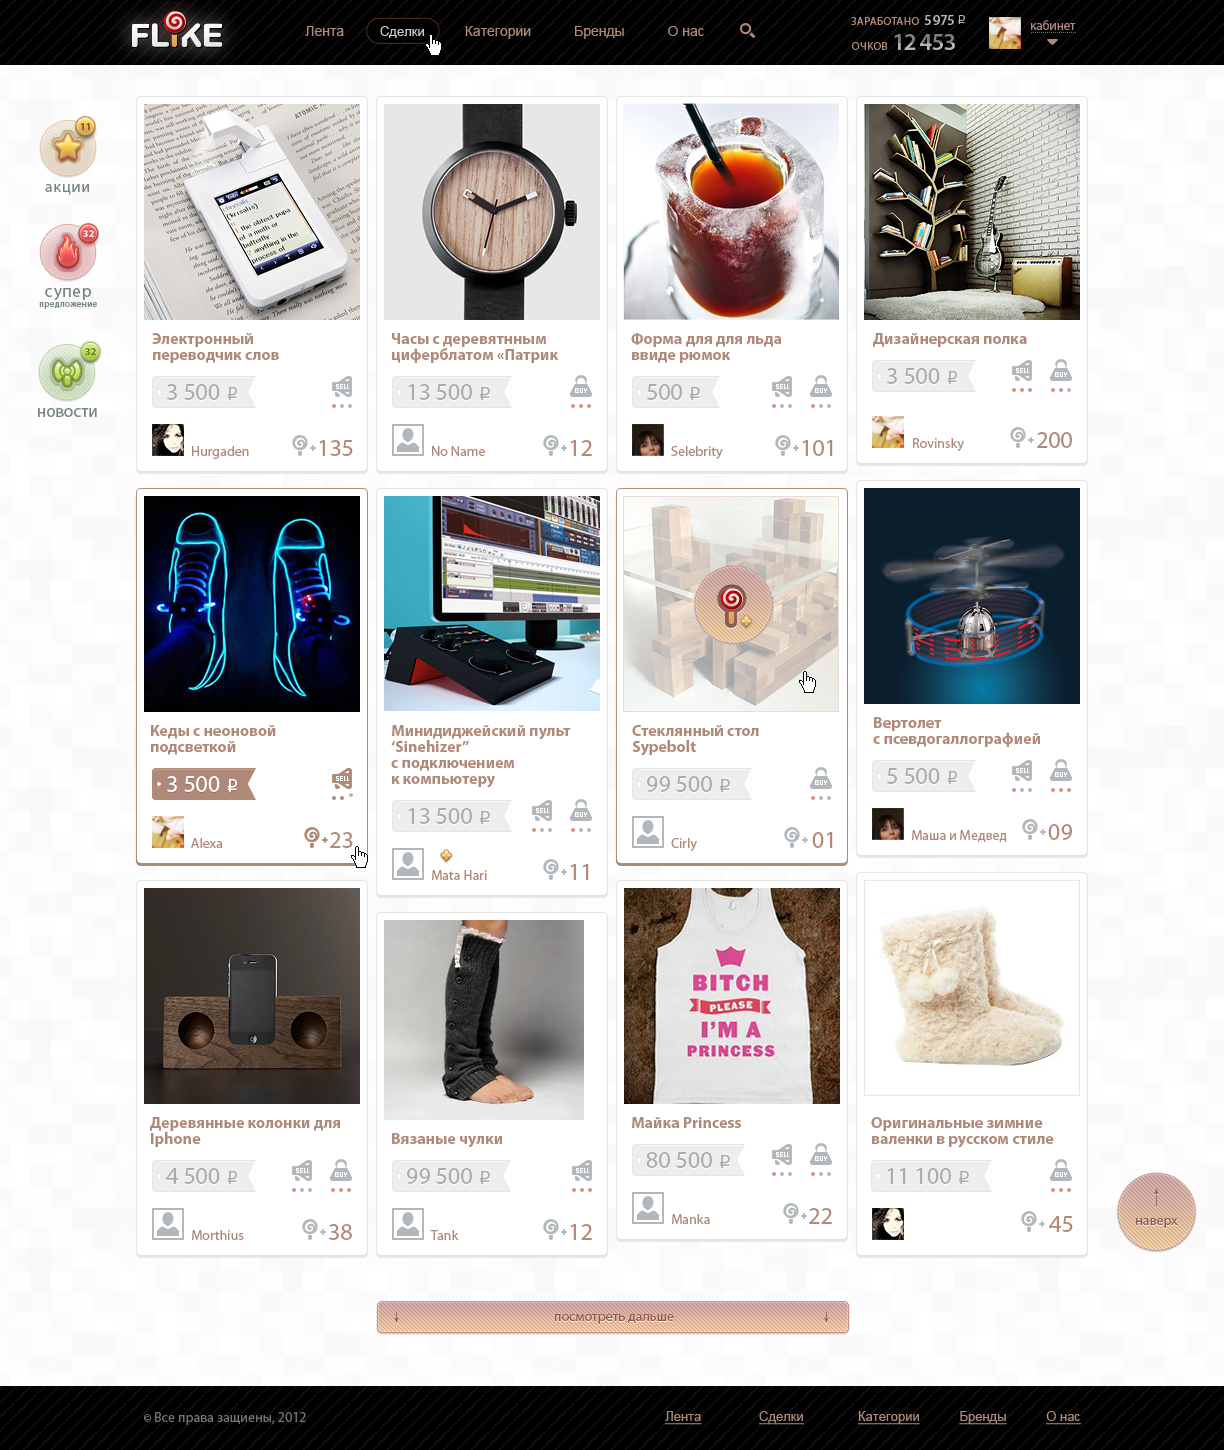 FLIKE
Лента
Сделки
Категории
Бренды
О нас
ЗАРАБОТАНО 5975 ₽
ОЧКОВ 12 453
кабинет
11
акции
32
супер
предложение
32
новости
Электронный
переводчик слов
3 500 ₽
SELL
Hurgaden
+135
Часы с деревятнным
циферблатом «Патрик
13 500 ₽
BUY
No Name
+12
Форма для для льда
ввиде рюмок
500 ₽
SELL
BUY
Selebrity
+101
Дизайнерская полка
3 500 ₽
SELL
BUY
Rovinsky
+200
Кеды с неоновой
подсветкой
3 500 ₽
SELL
Alexa
+23
Минидиджейский пульт
‘Sinehizer”
с подключением
к компьютеру
13 500 ₽
SELL
BUY
Mata Hari
+11
Стеклянный стол
Sypebolt
99 500 ₽
BUY
Cirly
+ 01
Вертолет
с псевдогаллографией
5 500 ₽
SELL
BUY
Маша и Медвед
+09
Деревянные колонки для
Iphone
4 500 ₽
SELL
BUY
Morthius
+38
Вязаные чулки
99 500 ₽
SELL
Tank
+12
BITCH
PLEASE
I'M A
PRINCESS
Майка Princess
80 500 ₽
SELL
BUY
Manka
+22
Оригинальные зимние
валенки в русском стиле
11 100 ₽
BUY
+ 45
↑
наверх
↓ посмотреть дальше ↓
© Все права защиены, 2012
Лента
Сделки
Категории
Бренды
О нас